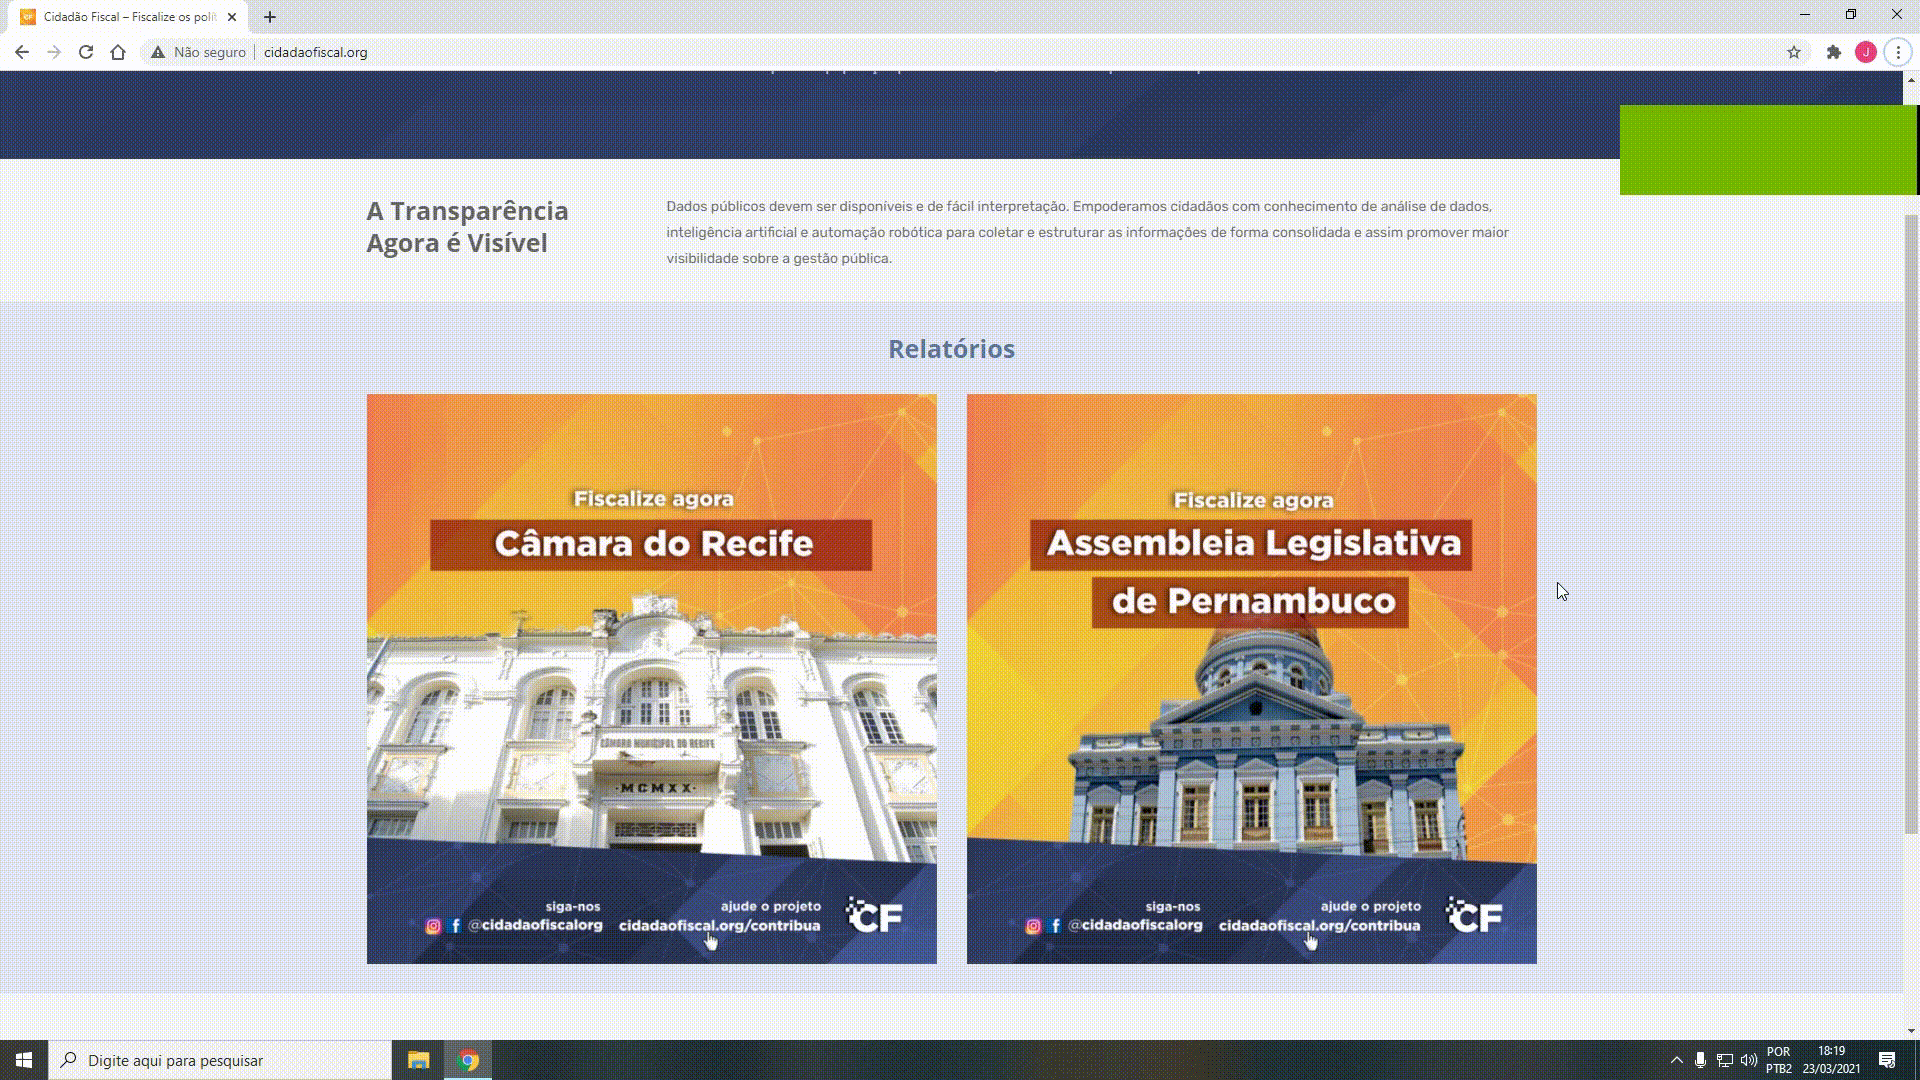 Cidadão Fiscal – Fiscalize os polít
Não seguro
cidadaofiscal.org
J
A Transparência
Agora é Visível
Dados públicos devem ser disponíveis e de fácil interpretação. Empoderamos cidadãos com conhecimento de análise de dados,
inteligência artificial e automação robótica para coletar e estruturar as informações de forma consolidada e assim promover maior
visibilidade sobre a gestão pública.
Relatórios
Fiscalize agora
Câmara do Recife
CÂMARA MUNICIPAL DO RECIFE
·MCMXX·
siga-nos
@cidadaofiscalorg
ajude o projeto
cidadaofiscal.org/contribua
CF
Fiscalize agora
Assembleia Legislativa
de Pernambuco
siga-nos
@cidadaofiscalorg
ajude o projeto
cidadaofiscal.org/contribua
CF
Digite aqui para pesquisar
POR
PTB2
18:19
23/03/2021